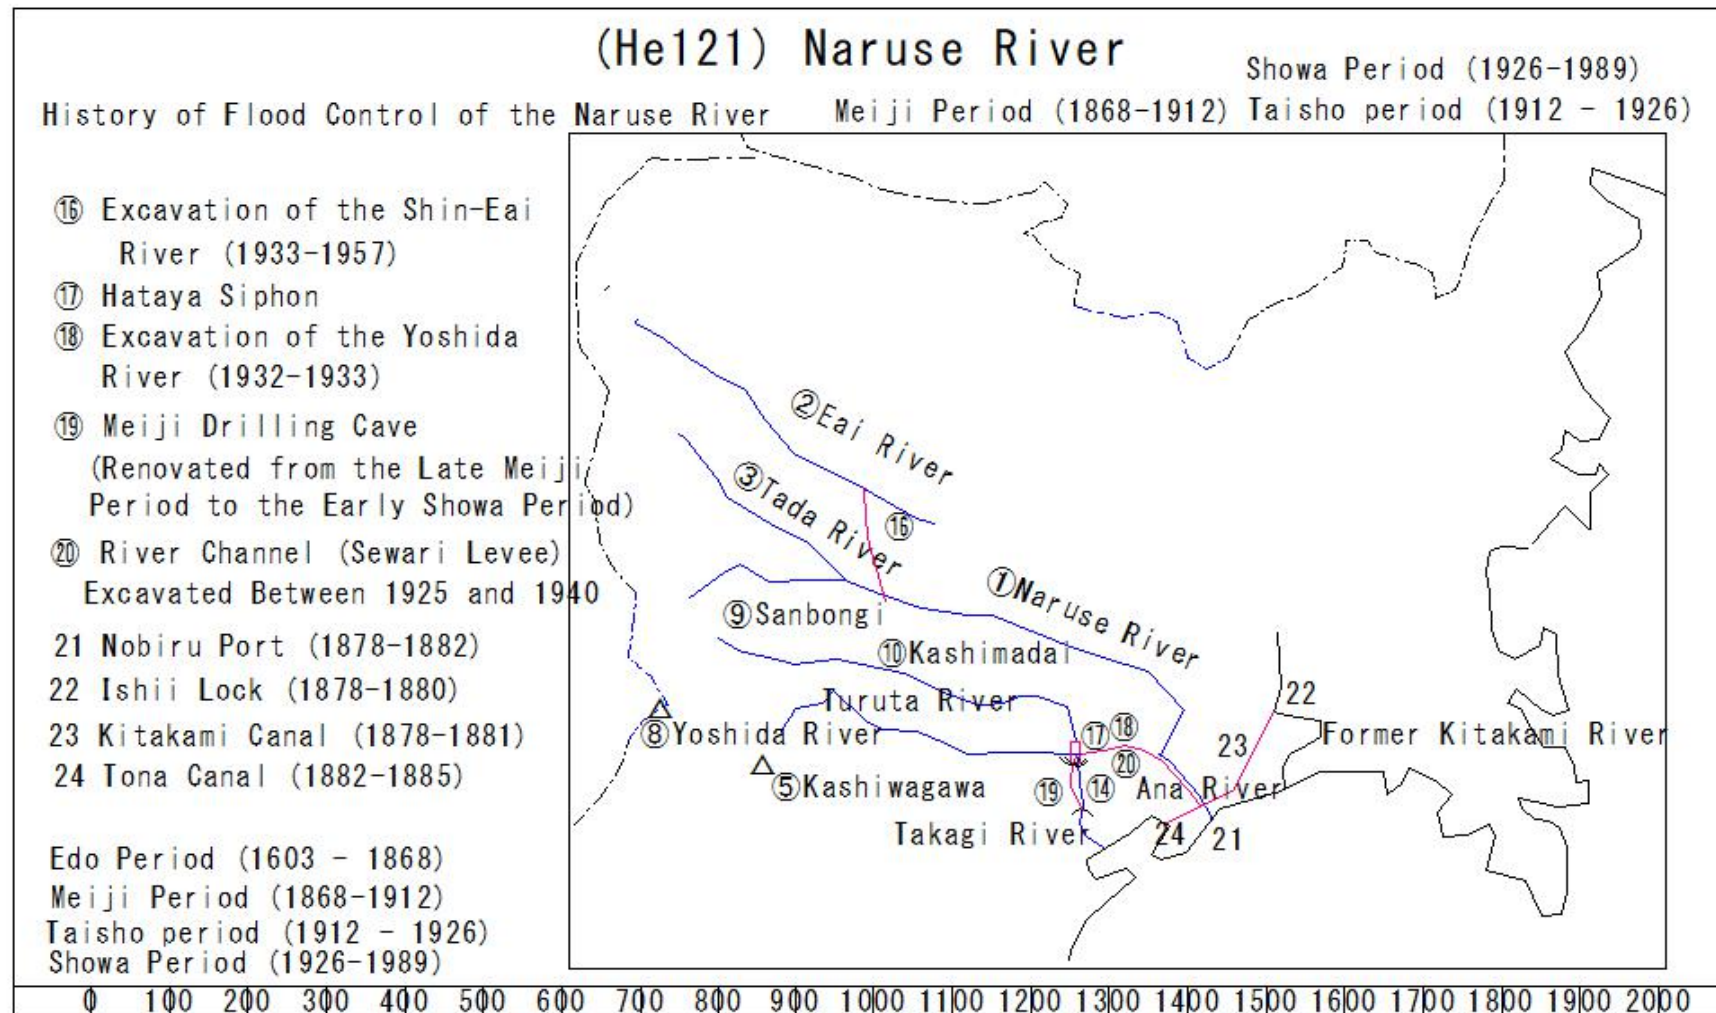 (He121) Naruse River
Showa Period (1926-1989)
History of Flood Control of the Naruse River
Meiji Period (1868-1912) Taisho period (1912 - 1926)
⑯ Excavation of the Shin-Eai
River (1933-1957)
⑰ Hataya Siphon
⑱ Excavation of the Yoshida
River (1932-1933)
⑲ Meiji Drilling Cave
(Renovated from the Late Meiji
Period to the Early Showa Period)
⑳ River Channel (Sewari Levee)
Excavated Between 1925 and 1940
21 Nobiru Port (1878-1882)
22 Ishii Lock (1878-1880)
23 Kitakami Canal (1878-1881)
24 Tona Canal (1882-1885)
Edo Period (1603 - 1868)
Meiji Period (1868-1912)
Taisho period (1912 - 1926)
Showa Period (1926-1989)
②Eai River
③Tada River
⑯
①Naruse River
⑨Sanbongi
⑩Kashimadai
Turuta River
22
⑧Yoshida River
⑰ ⑱
23
Former Kitakami River
⑳
⑤Kashiwagawa
⑲ ⑭ Ana River
Takagi River
24 21
0 100 200 300 400 500 600 700 800 900 1000 1100 1200 1300 1400 1500 1600 1700 1800 1900 2000